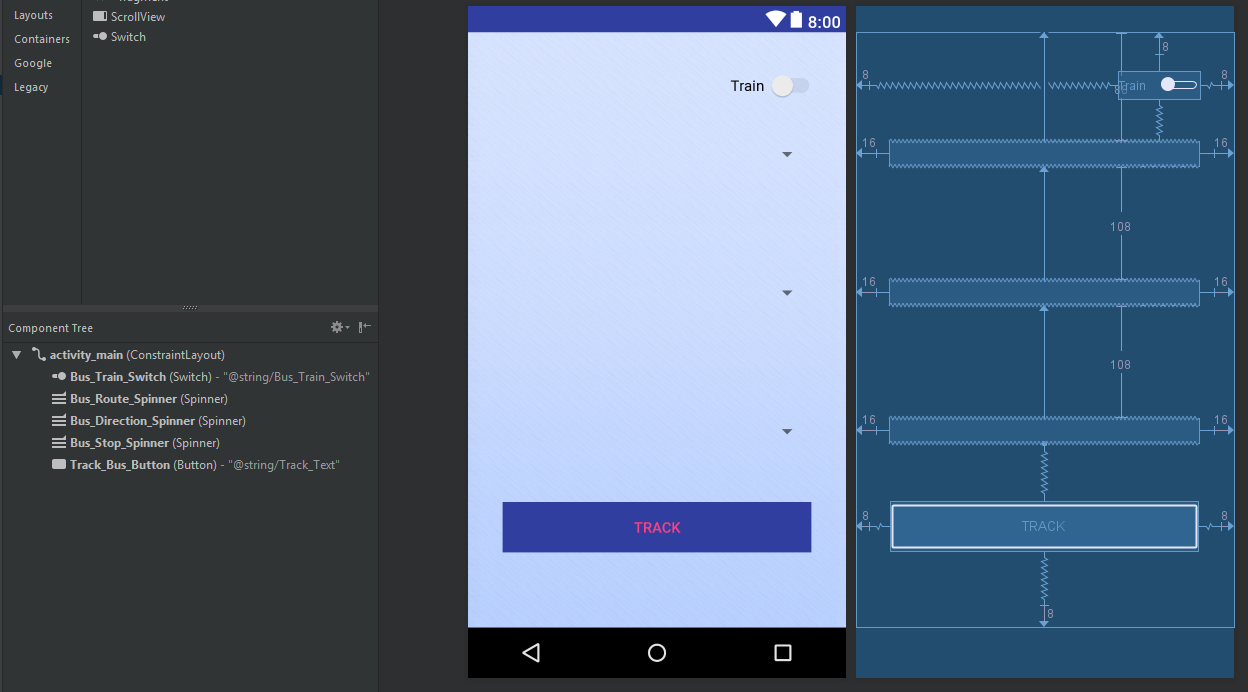 Layouts
Containers
Google
Legacy
ScrollView
Switch
Component Tree
activity_main (ConstraintLayout)
Bus_Train_Switch (Switch) - "@string/Bus_Train_Switch"
Bus_Route_Spinner (Spinner)
Bus_Direction_Spinner (Spinner)
Bus_Stop_Spinner (Spinner)
Track_Bus_Button (Button) - "@string/Track_Text"
8:00
Train
TRACK
8
8
Train
8
16
16
108
16
16
108
16
16
8
TRACK
8
8